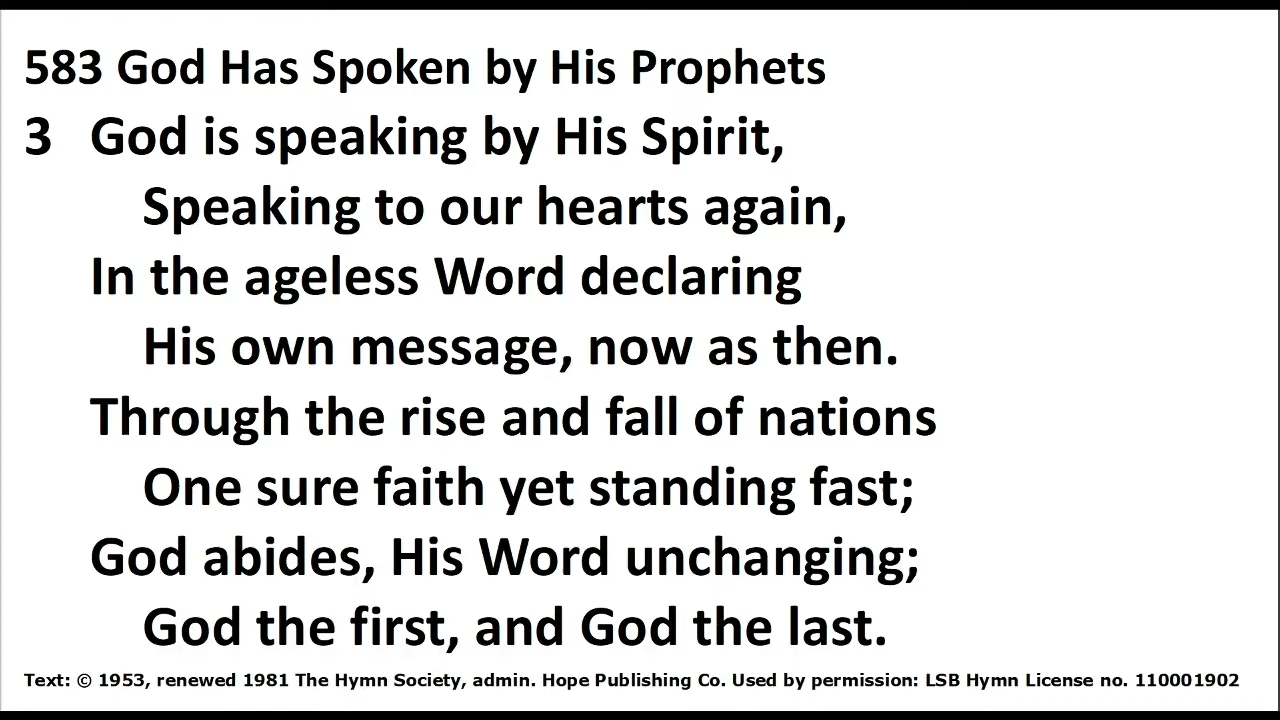 583 God Has Spoken by His Prophets
3 God is speaking by His Spirit,
Speaking to our hearts again,
In the ageless Word declaring
His own message, now as then.
Through the rise and fall of nations
One sure faith yet standing fast;
God abides, His Word unchanging;
God the first, and God the last.
Text: © 1953, renewed 1981 The Hymn Society, admin. Hope Publishing Co. Used by permission: LSB Hymn License no. 110001902